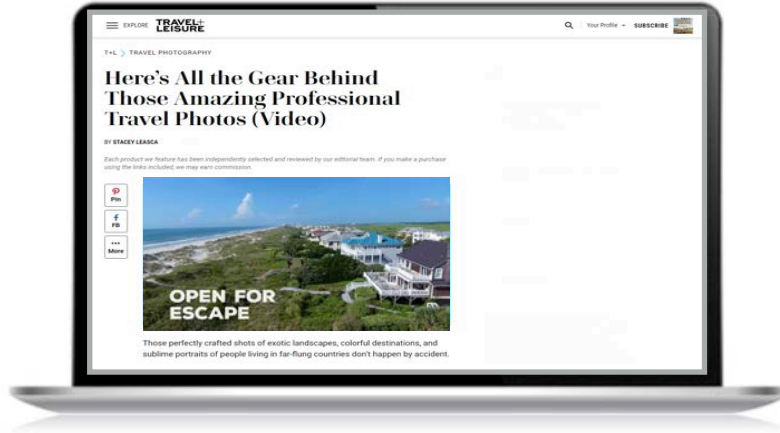 EXPLORE
TRAVEL+
LEISURE
Your Profile
SUBSCRIBE
T+L > TRAVEL PHOTOGRAPHY
Here's All the Gear Behind
Those Amazing Professional
Travel Photos (Video)
BY STACEY LEASCA
Each product we feature has been independently selected and reviewed by our editorial team. If you make a purchase
using the links included, we may earn commission.
Pin
FB
More
OPEN FOR
ESCAPE
Those perfectly crafted shots of exotic landscapes, colorful destinations, and
sublime portraits of people living in far-flung countries don't happen by accident.